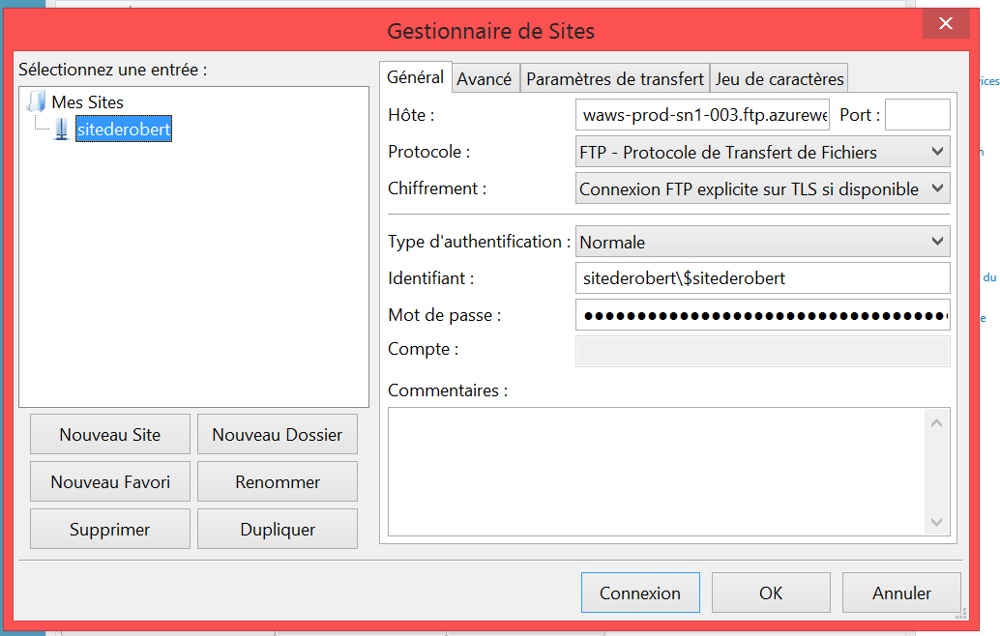 Gestionnaire de Sites
Sélectionnez une entrée :
Mes Sites
sitederobert
Nouveau Site
Nouveau Dossier
Nouveau Favori
Renommer
Supprimer
Dupliquer
Général
Avancé
Paramètres de transfert
Jeu de caractères
Hôte :
waws-prod-sn1-003.ftp.azurewe
Port :
Protocole :
FTP - Protocole de Transfert de Fichiers
Chiffrement :
Connexion FTP explicite sur TLS si disponible
Type d'authentification :
Normale
Identifiant :
sitederobert\$sitederobert
Mot de passe :
Compte :
Commentaires :
Connexion
OK
Annuler
du